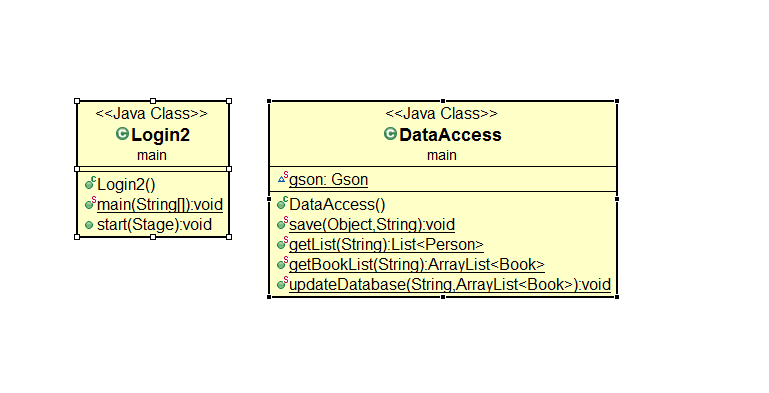 <<Java Class>>
Login2
main
Login2()
main(String[]):void
start(Stage):void
<<Java Class>>
DataAccess
main
gson: Gson
DataAccess()
save(Object,String):void
getList(String):List<Person>
getBookList(String):ArrayList<Book>
updateDatabase(String,ArrayList<Book>):void